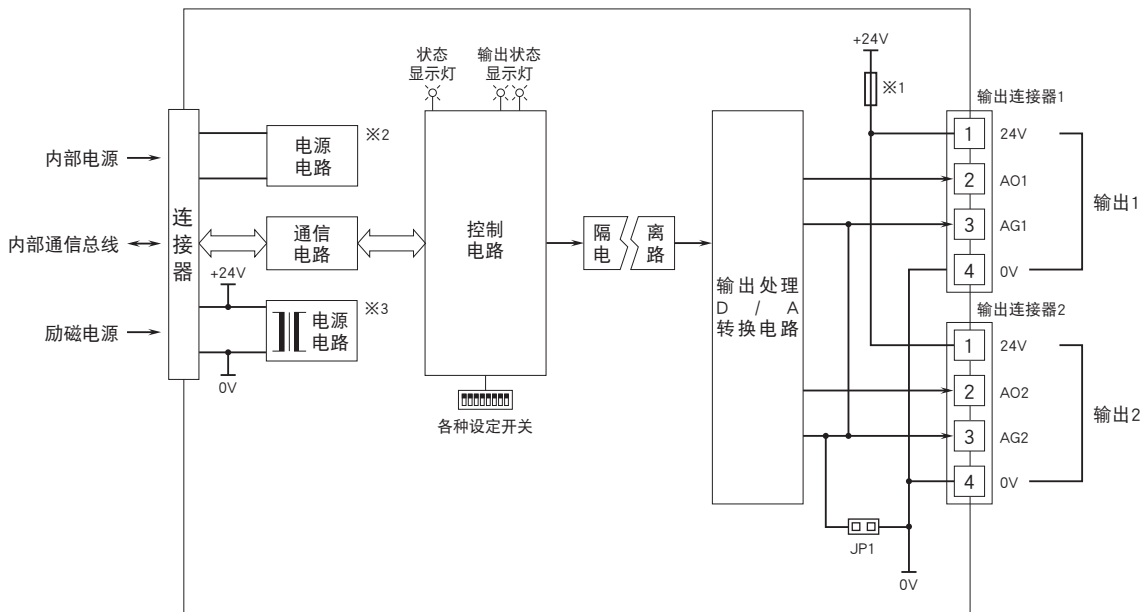 状态
显示灯
输出状态
显示灯
+24V
※1
输出连接器1
1
24V
2
AO1
3
AG1
4
0V
输出1
内部电源
连
接
器
电源
电路
※2
内部通信总线
通信
电路
控制
电路
隔
电
离
路
输出处理
D / A
转换电路
+24V
励磁电源
电源
电路
※3
0V
各种设定开关
输出连接器2
1
24V
2
AO2
3
AG2
4
0V
输出2
JP1
0V